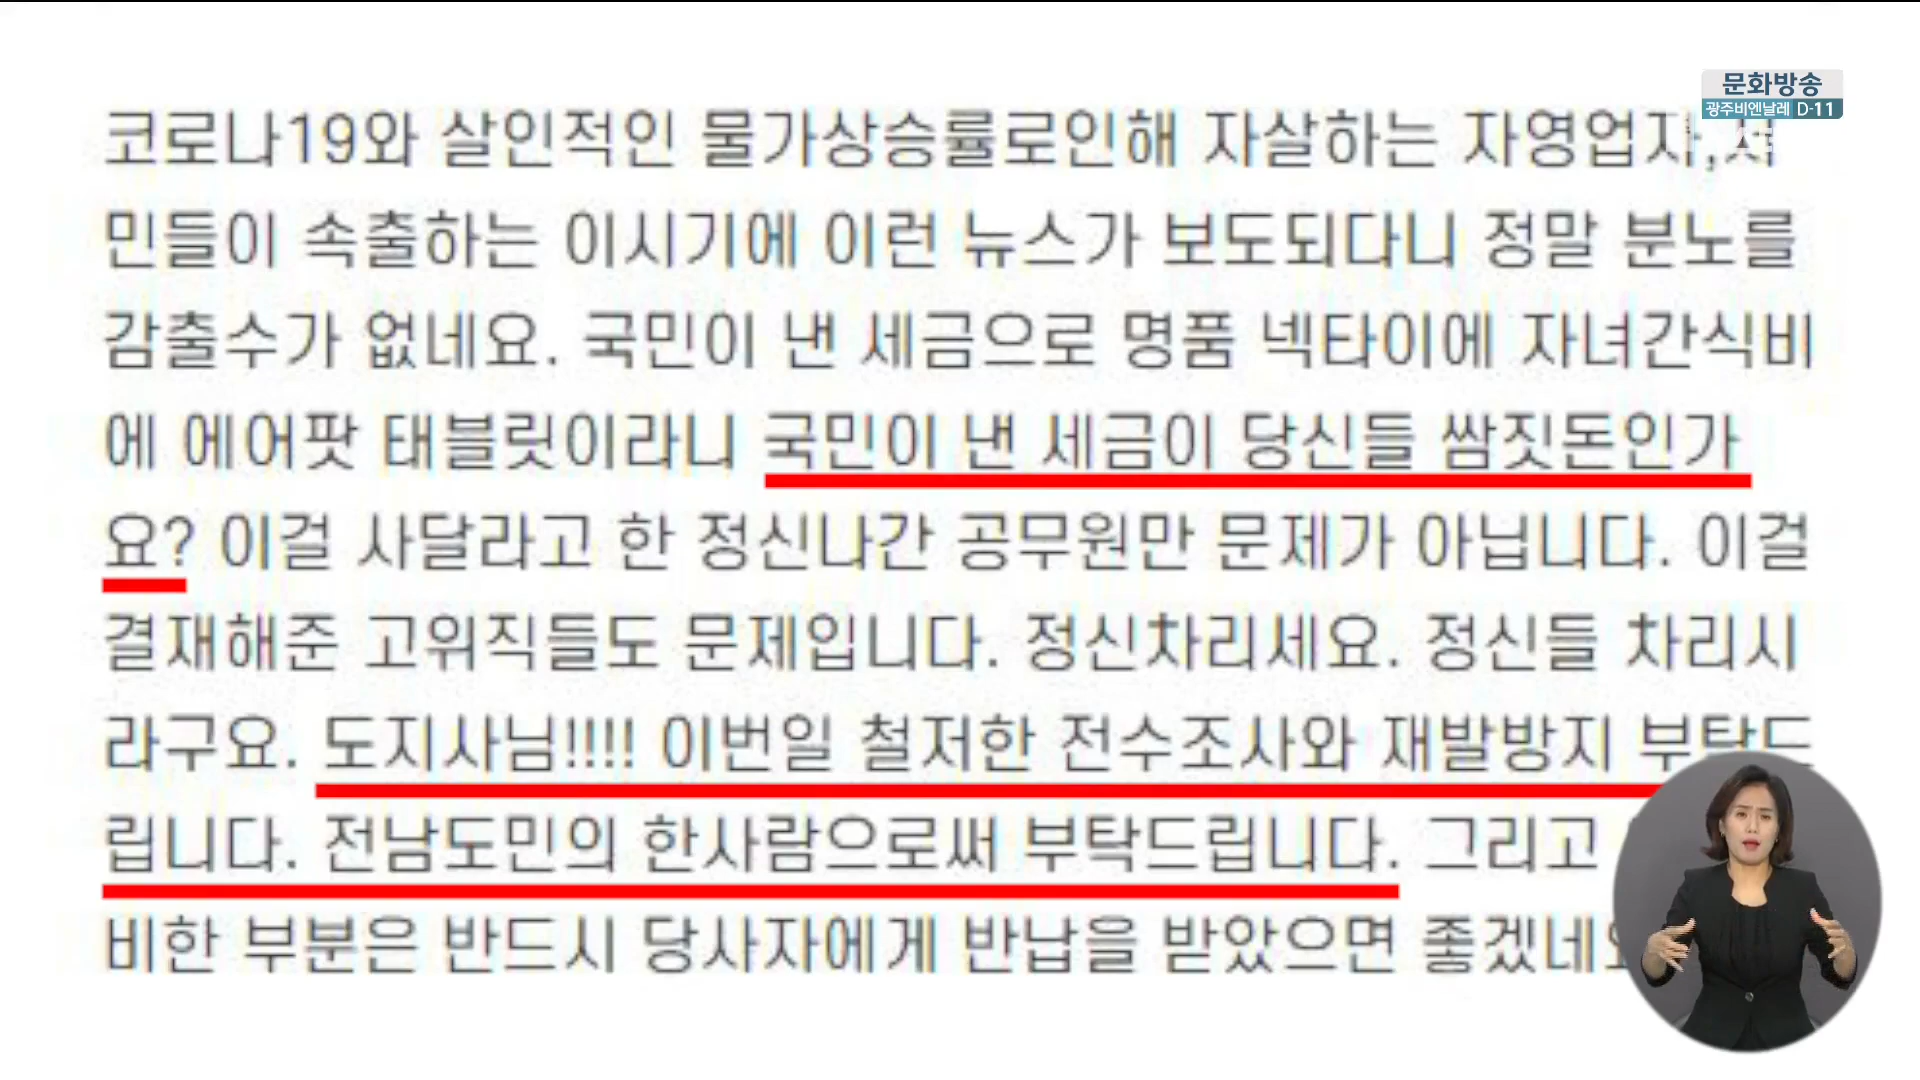 문화방송
광주비엔날레 D-11
코로나19와 살인적인 물가상승률로인해 자살하는
민들이 속출하는 이시기에 이런 뉴스가 보도되다니 정말 분노를
감출수가 없네요. 국민이 낸 세금으로 명품 넥타이에 자녀간식비
에 에어팟 태블릿이라니 국민이 낸 세금이 당신들 쌈짓돈인가
요? 이걸 사달라고 한 정신나간 공무원만 문제가 아닙니다. 이걸
결재해준 고위직들도 문제입니다. 정신차리세요. 정신들 차리시
라구요. 도지사님!!!! 이번일 철저한 전수조사와 재발방지 부탁드
립니다. 전남도민의 한사람으로써 부탁드립니다. 그리고
비한 부분은 반드시 당사자에게 반납을 받았으면